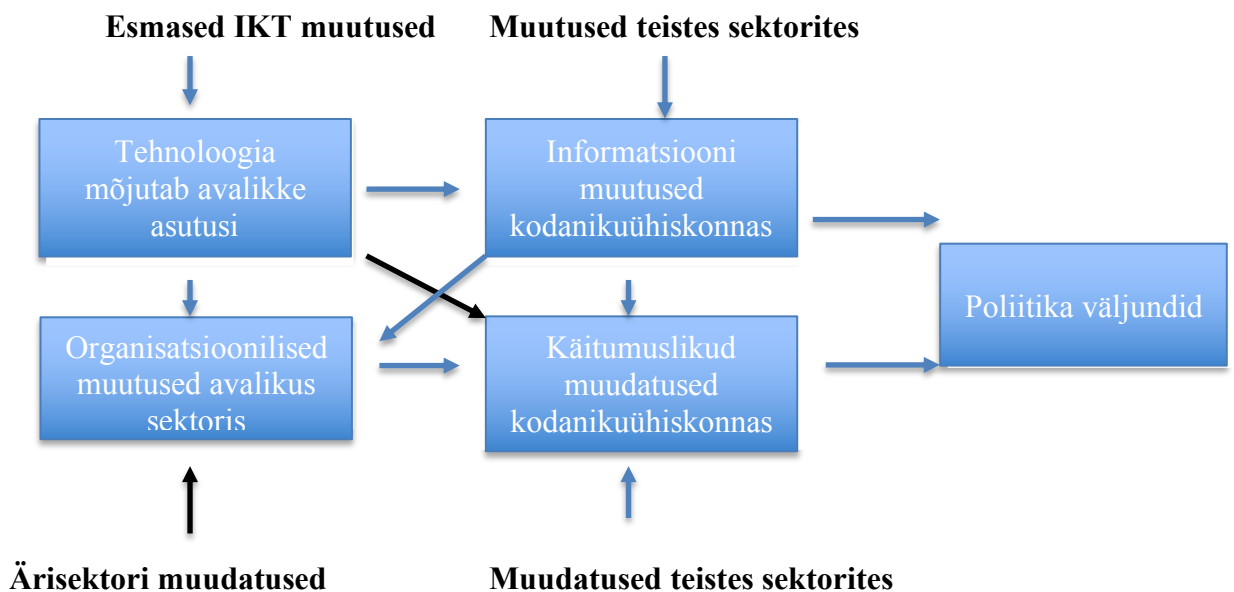 Esmased IKT muutused
Muutused teistes sektorites
Tehnoloogia
mõjutab avalikke
asutusi
Informatsiooni
muutused
kodanikuühiskonnas
Poliitika väljundid
Organisatsioonilised
muutused avalikus
sektoris
Käitumuslikud
muudatused
kodanikuühiskonnas
Ärisektori muudatused
Muudatused teistes sektorites